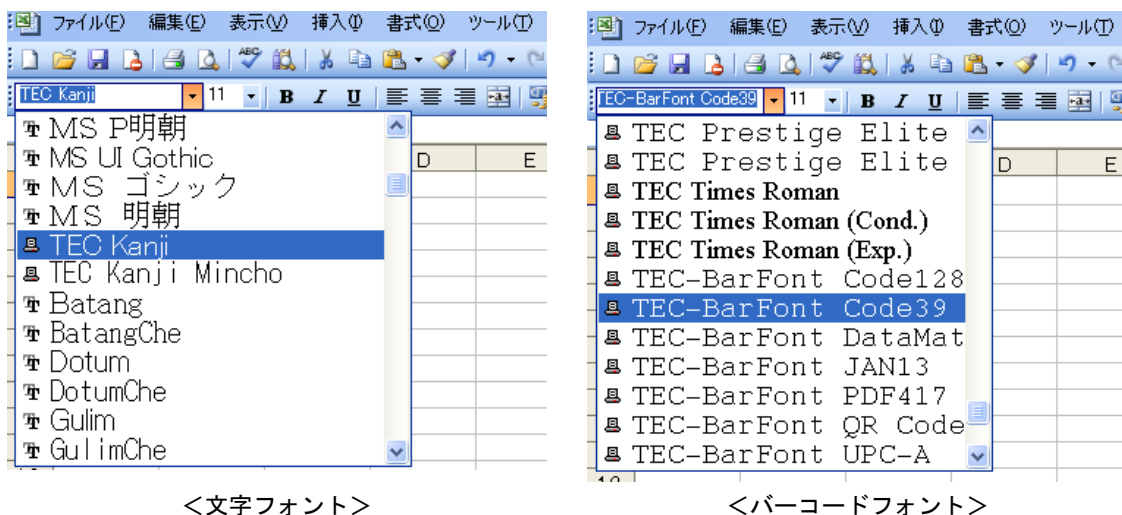 ファイル(F) 編集(E) 表示(V) 挿入(I) 書式(O) ツール(T)
ABC
TEC Kanji 11 B I U
MS P明朝
MS UI Gothic
MS ゴシック
MS 明朝
TEC Kanji
TEC Kanji Mincho
Batang
BatangChe
Dotum
DotumChe
Gulim
GulimChe
D E
<文字フォント>
ファイル(F) 編集(E) 表示(V) 挿入(I) 書式(O) ツール(T)
ABC
TEC-BarFont Code39 11 B I U
TEC Prestige Elite
TEC Prestige Elite
TEC Times Roman
TEC Times Roman (Cond.)
TEC Times Roman (Exp.)
TEC-BarFont Code128
TEC-BarFont Code39
TEC-BarFont DataMat
TEC-BarFont JAN13
TEC-BarFont PDF417
TEC-BarFont QR Code
TEC-BarFont UPC-A
D E
<バーコードフォント>